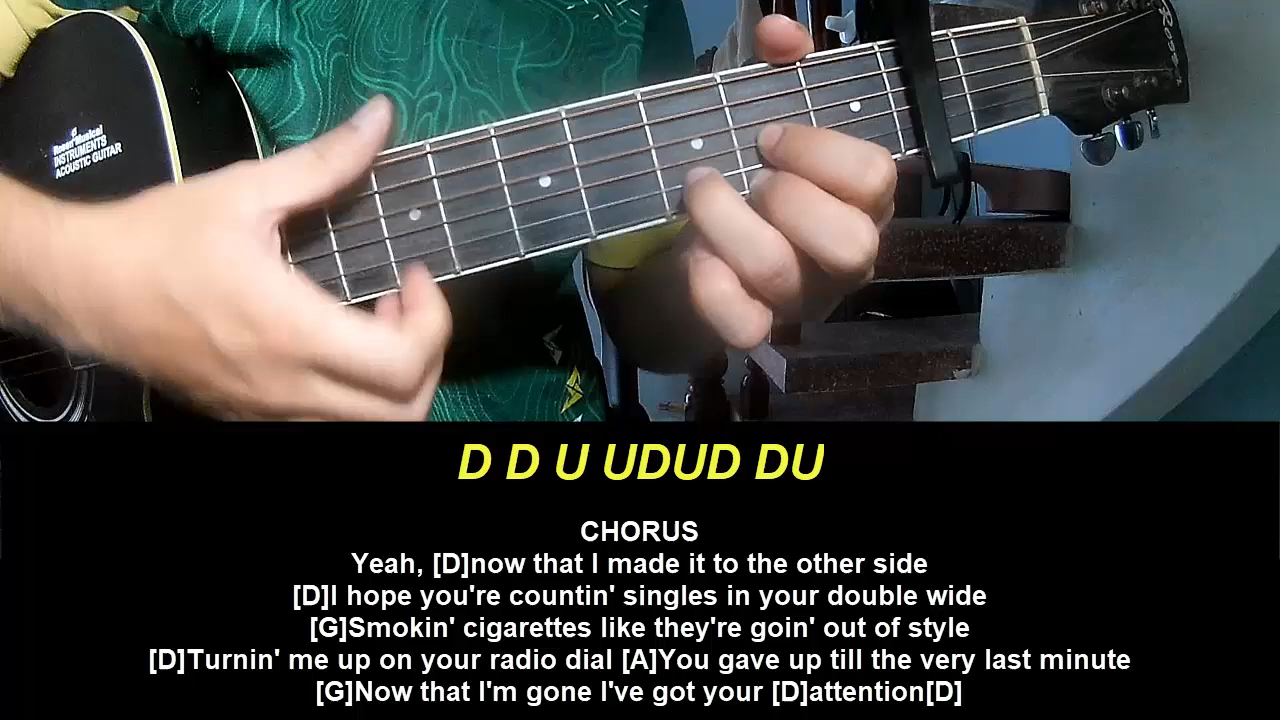 Rosen Musical
INSTRUMENTS
ACOUSTIC GUITAR
D D U UDUD DU
CHORUS
Yeah, [D]now that I made it to the other side
[D]I hope you're countin' singles in your double wide
[G]Smokin' cigarettes like they're goin' out of style
[D]Turnin' me up on your radio dial [A]You gave up till the very last minute
[G]Now that I'm gone I've got your [D]attention[D]